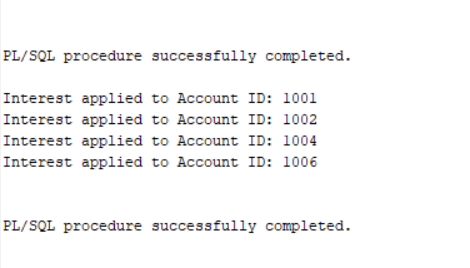 PL/SQL procedure successfully completed.
Interest applied to Account ID: 1001
Interest applied to Account ID: 1002
Interest applied to Account ID: 1004
Interest applied to Account ID: 1006
PL/SQL procedure successfully completed.